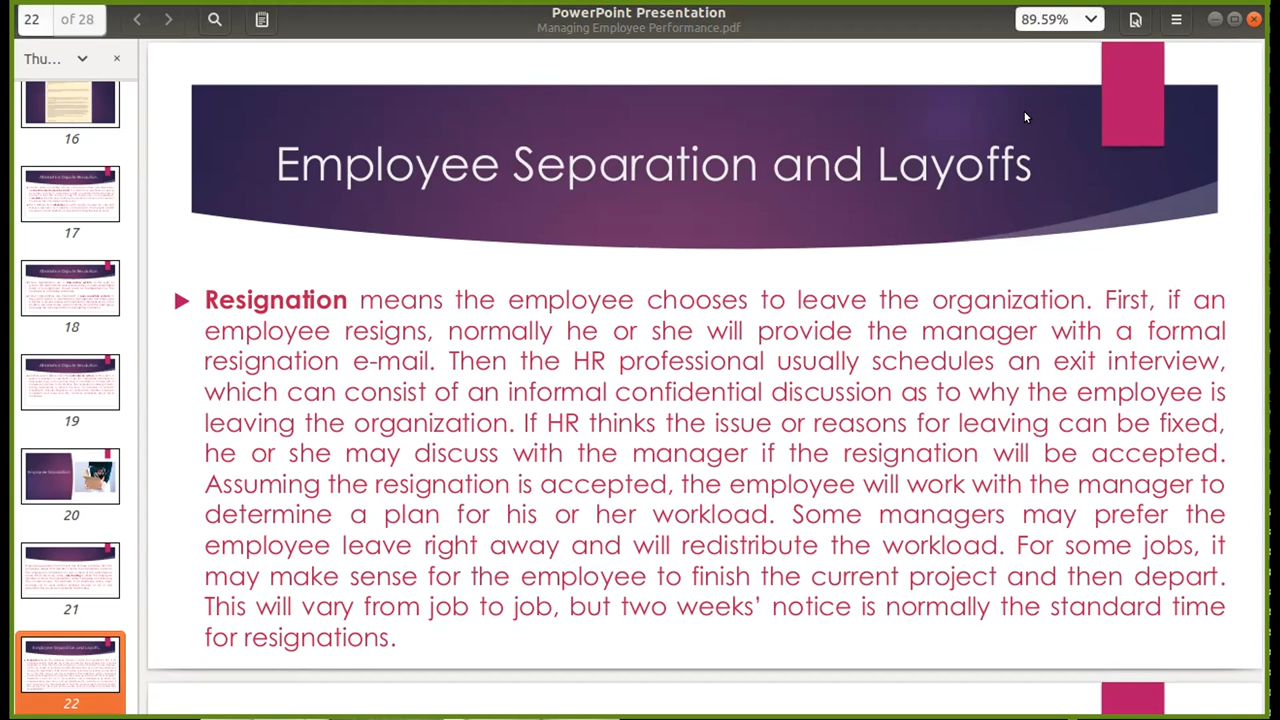 22 of 28
PowerPoint Presentation
Managing Employee Performance.pdf
89.59%
Thu...
16
17
18
19
20
21
Employee Separation and Layoffs
22
Employee Separation and Layoffs
Resignation means the employee chooses to leave the organization. First, if an
employee resigns, normally he or she will provide the manager with a formal
resignation e-mail. Then the HR professional usually schedules an exit interview,
which can consist of an informal confidential discussion as to why the employee is
leaving the organization. If HR thinks the issue or reasons for leaving can be fixed,
he or she may discuss with the manager if the resignation will be accepted.
Assuming the resignation is accepted, the employee will work with the manager to
determine a plan for his or her workload. Some managers may prefer the
employee leave right away and will redistribute the workload. For some jobs, it
may make sense for the employee to finish the current project and then depart.
This will vary from job to job, but two weeks’ notice is normally the standard time
for resignations.